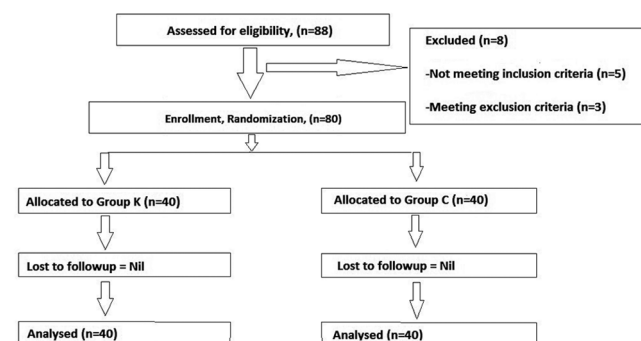 Assessed for eligibility, (n=88)
Excluded (n=8)
-Not meeting inclusion criteria (n=5)
-Meeting exclusion criteria (n=3)
Enrollment, Randomization, (n=80)
Allocated to Group K (n=40)
Allocated to Group C (n=40)
Lost to followup = Nil
Lost to followup = Nil
Analysed (n=40)
Analysed (n=40)